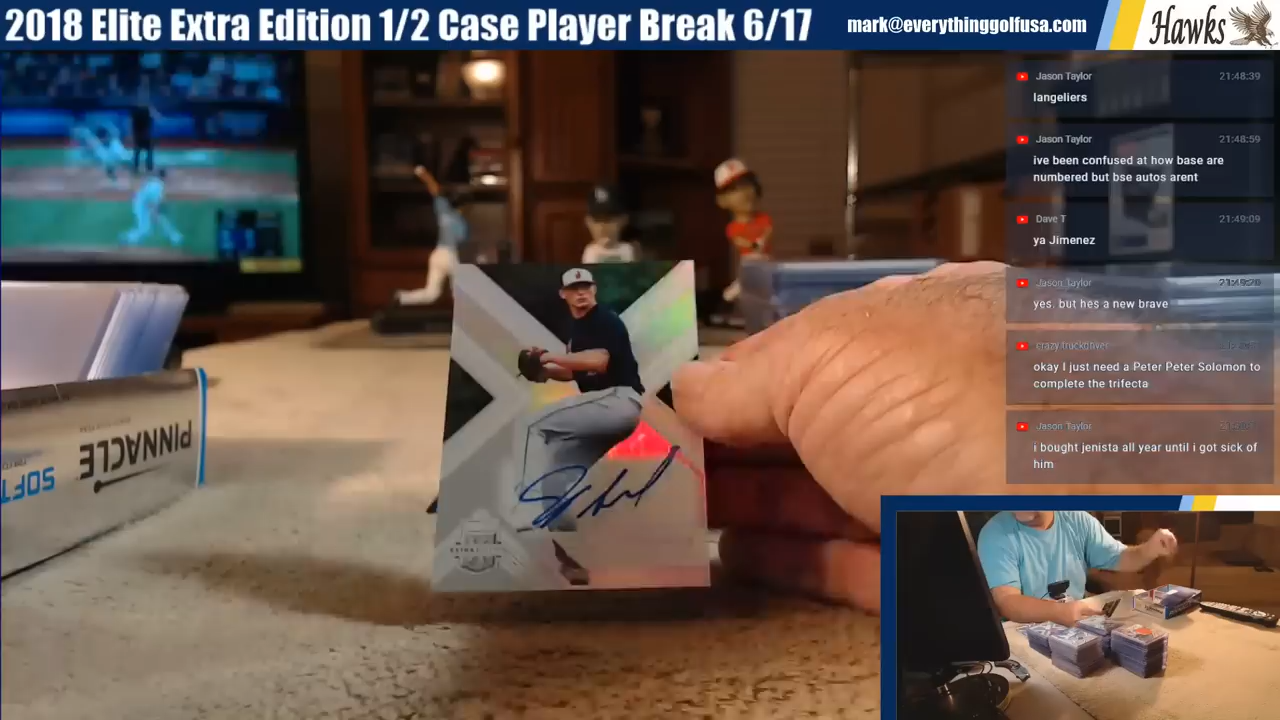 2018 Elite Extra Edition 1/2 Case Player Break 6/17
mark@everythinggolfusa.com
Hawks
Jason Taylor 21:48:39
langeliers
Jason Taylor 21:48:59
ive been confused at how base are
numbered but bse autos arent
Dave T 21:49:09
ya Jimenez
Jason Taylor
yes. but hes a new brave
crazy truckdriver
okay I just need a Peter Peter Solomon to
complete the trifecta
Jason Taylor
i bought jenista all year until i got sick of
him
PINNACLE
SOFT